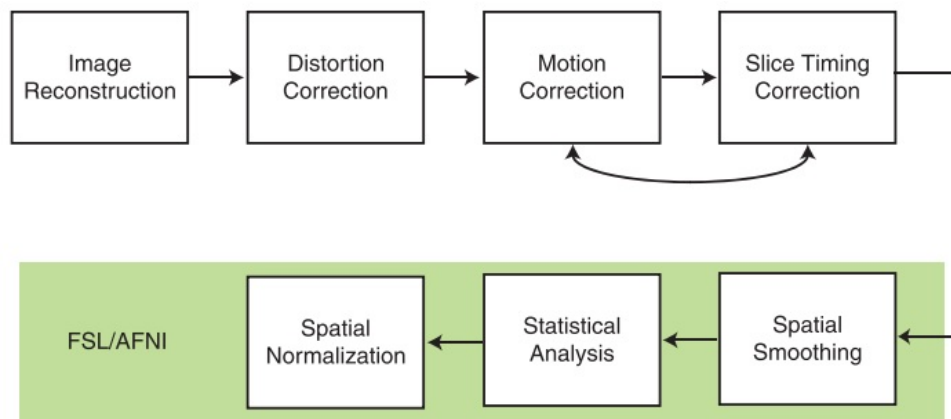 Image
Reconstruction
Distortion
Correction
Motion
Correction
Slice Timing
Correction
FSL/AFNI
Spatial
Normalization
Statistical
Analysis
Spatial
Smoothing